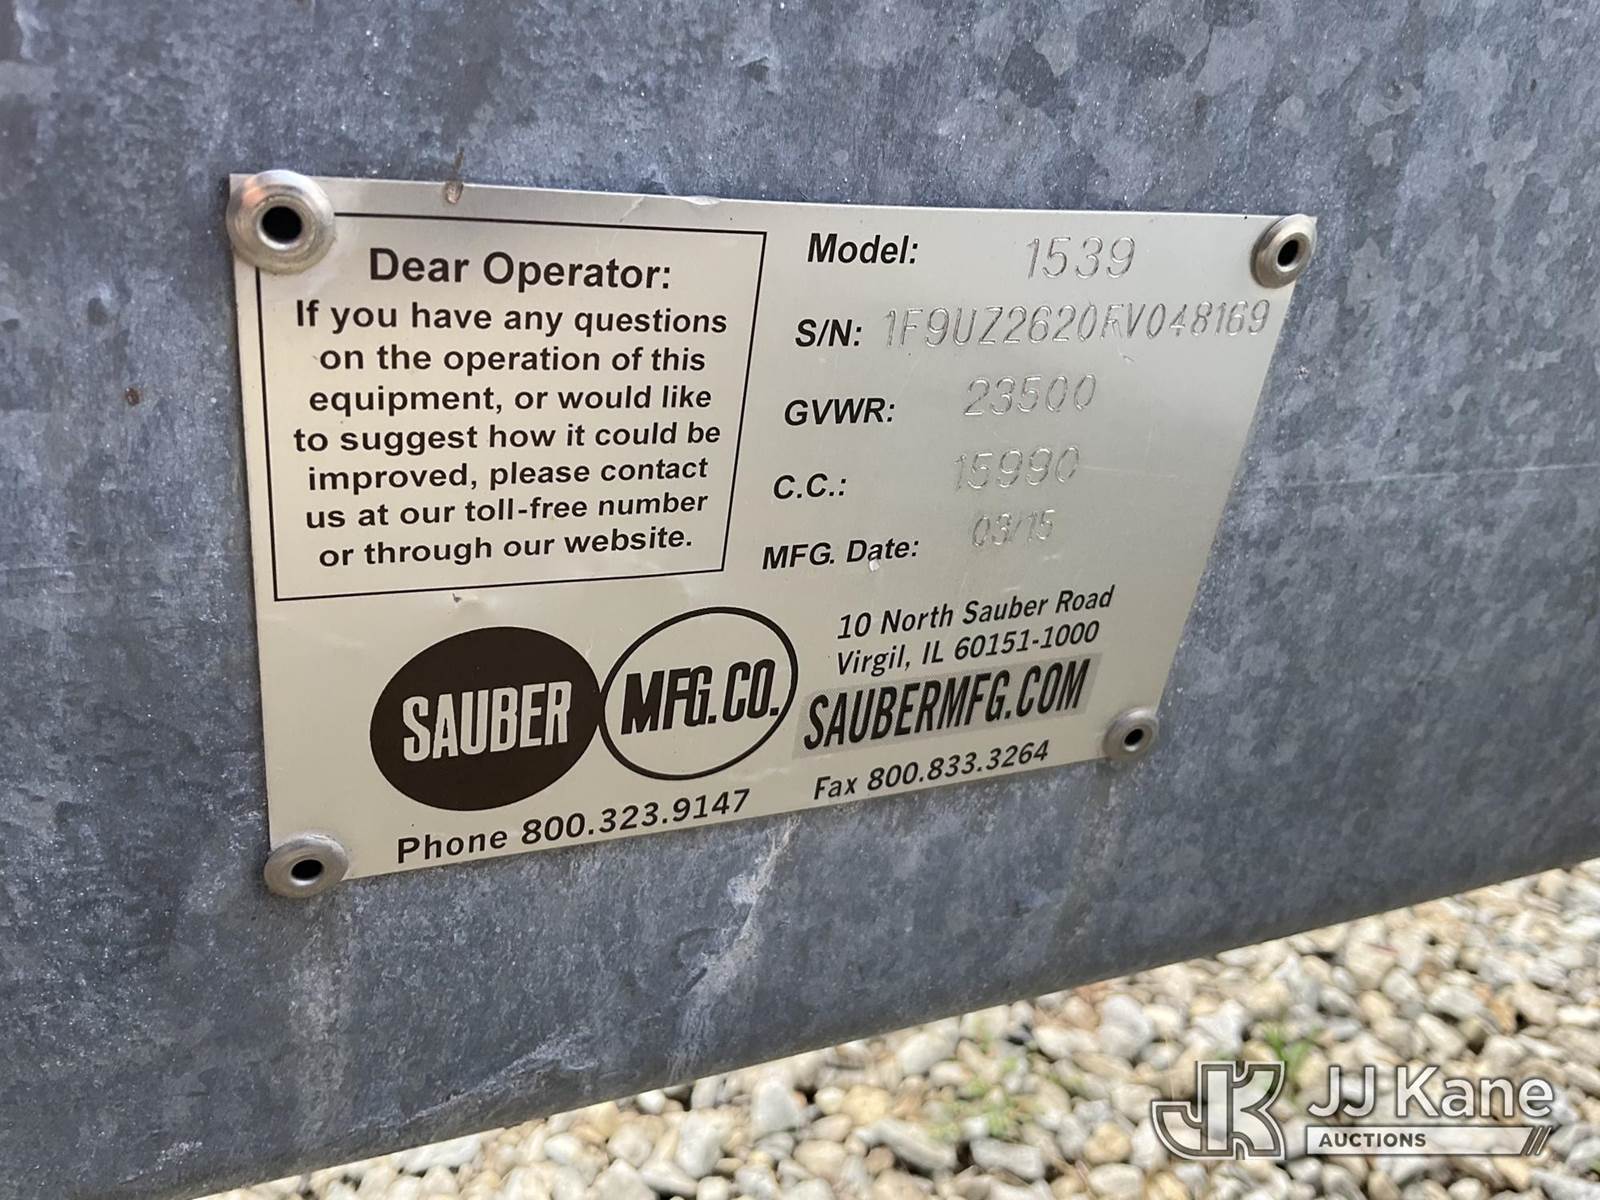 Dear Operator:
If you have any questions
on the operation of this
equipment, or would like
to suggest how it could be
improved, please contact
us at our toll-free number
or through our website.
Model: 1539
S/N:
GVWR: 23500
C.C.: 15990
MFG. Date: 03/15
SAUBER MFG.CO.
10 North Sauber Road
Virgil, IL 60151-1000
SAUBERMFG.COM
Phone 800.323.9147
Fax 800.833.3264
JK JJ Kane
AUCTIONS